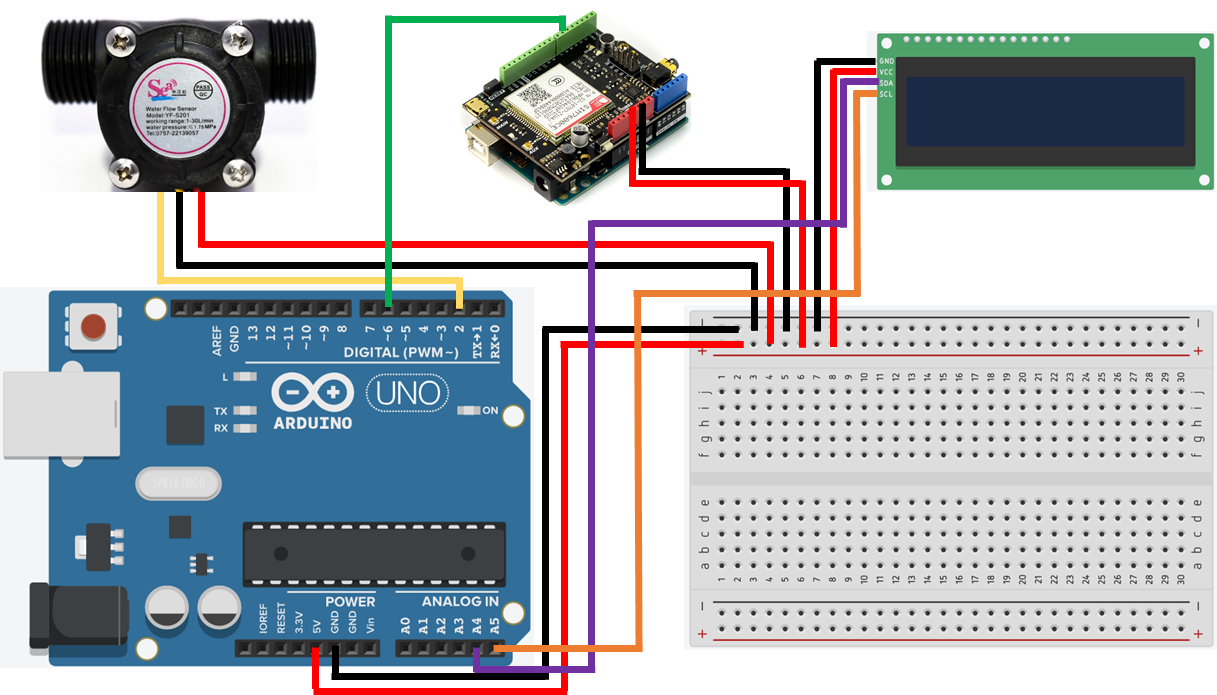 Sea
PASS
QC
Water Flow Sensor
Model:YF-S201
working range:1-30L/min
water pressure:≤1.75MPa
Tel:0757-22139057
SIM7600CE
GND
VCC
SDA
SCL
AREF
GND
13
12
~11
~10
~9
8
7
~6
~5
4
~3
2
TX→1
RX←0
DIGITAL (PWM~)
L
TX
RX
ARDUINO
UNO
ON
SPK16.000G
POWER
ANALOG IN
IOREF
RESET
3.3V
5V
GND
GND
Vin
A0
A1
A2
A3
A4
A5
− −
+ +
1 2 3 4 5 6 7 8 9 10 11 12 13 14 15 16 17 18 19 20 21 22 23 24 25 26 27 28 29 30
j j
i i
h h
g g
f f
e e
d d
c c
b b
a a
1 2 3 4 5 6 7 8 9 10 11 12 13 14 15 16 17 18 19 20 21 22 23 24 25 26 27 28 29 30
− −
+ +